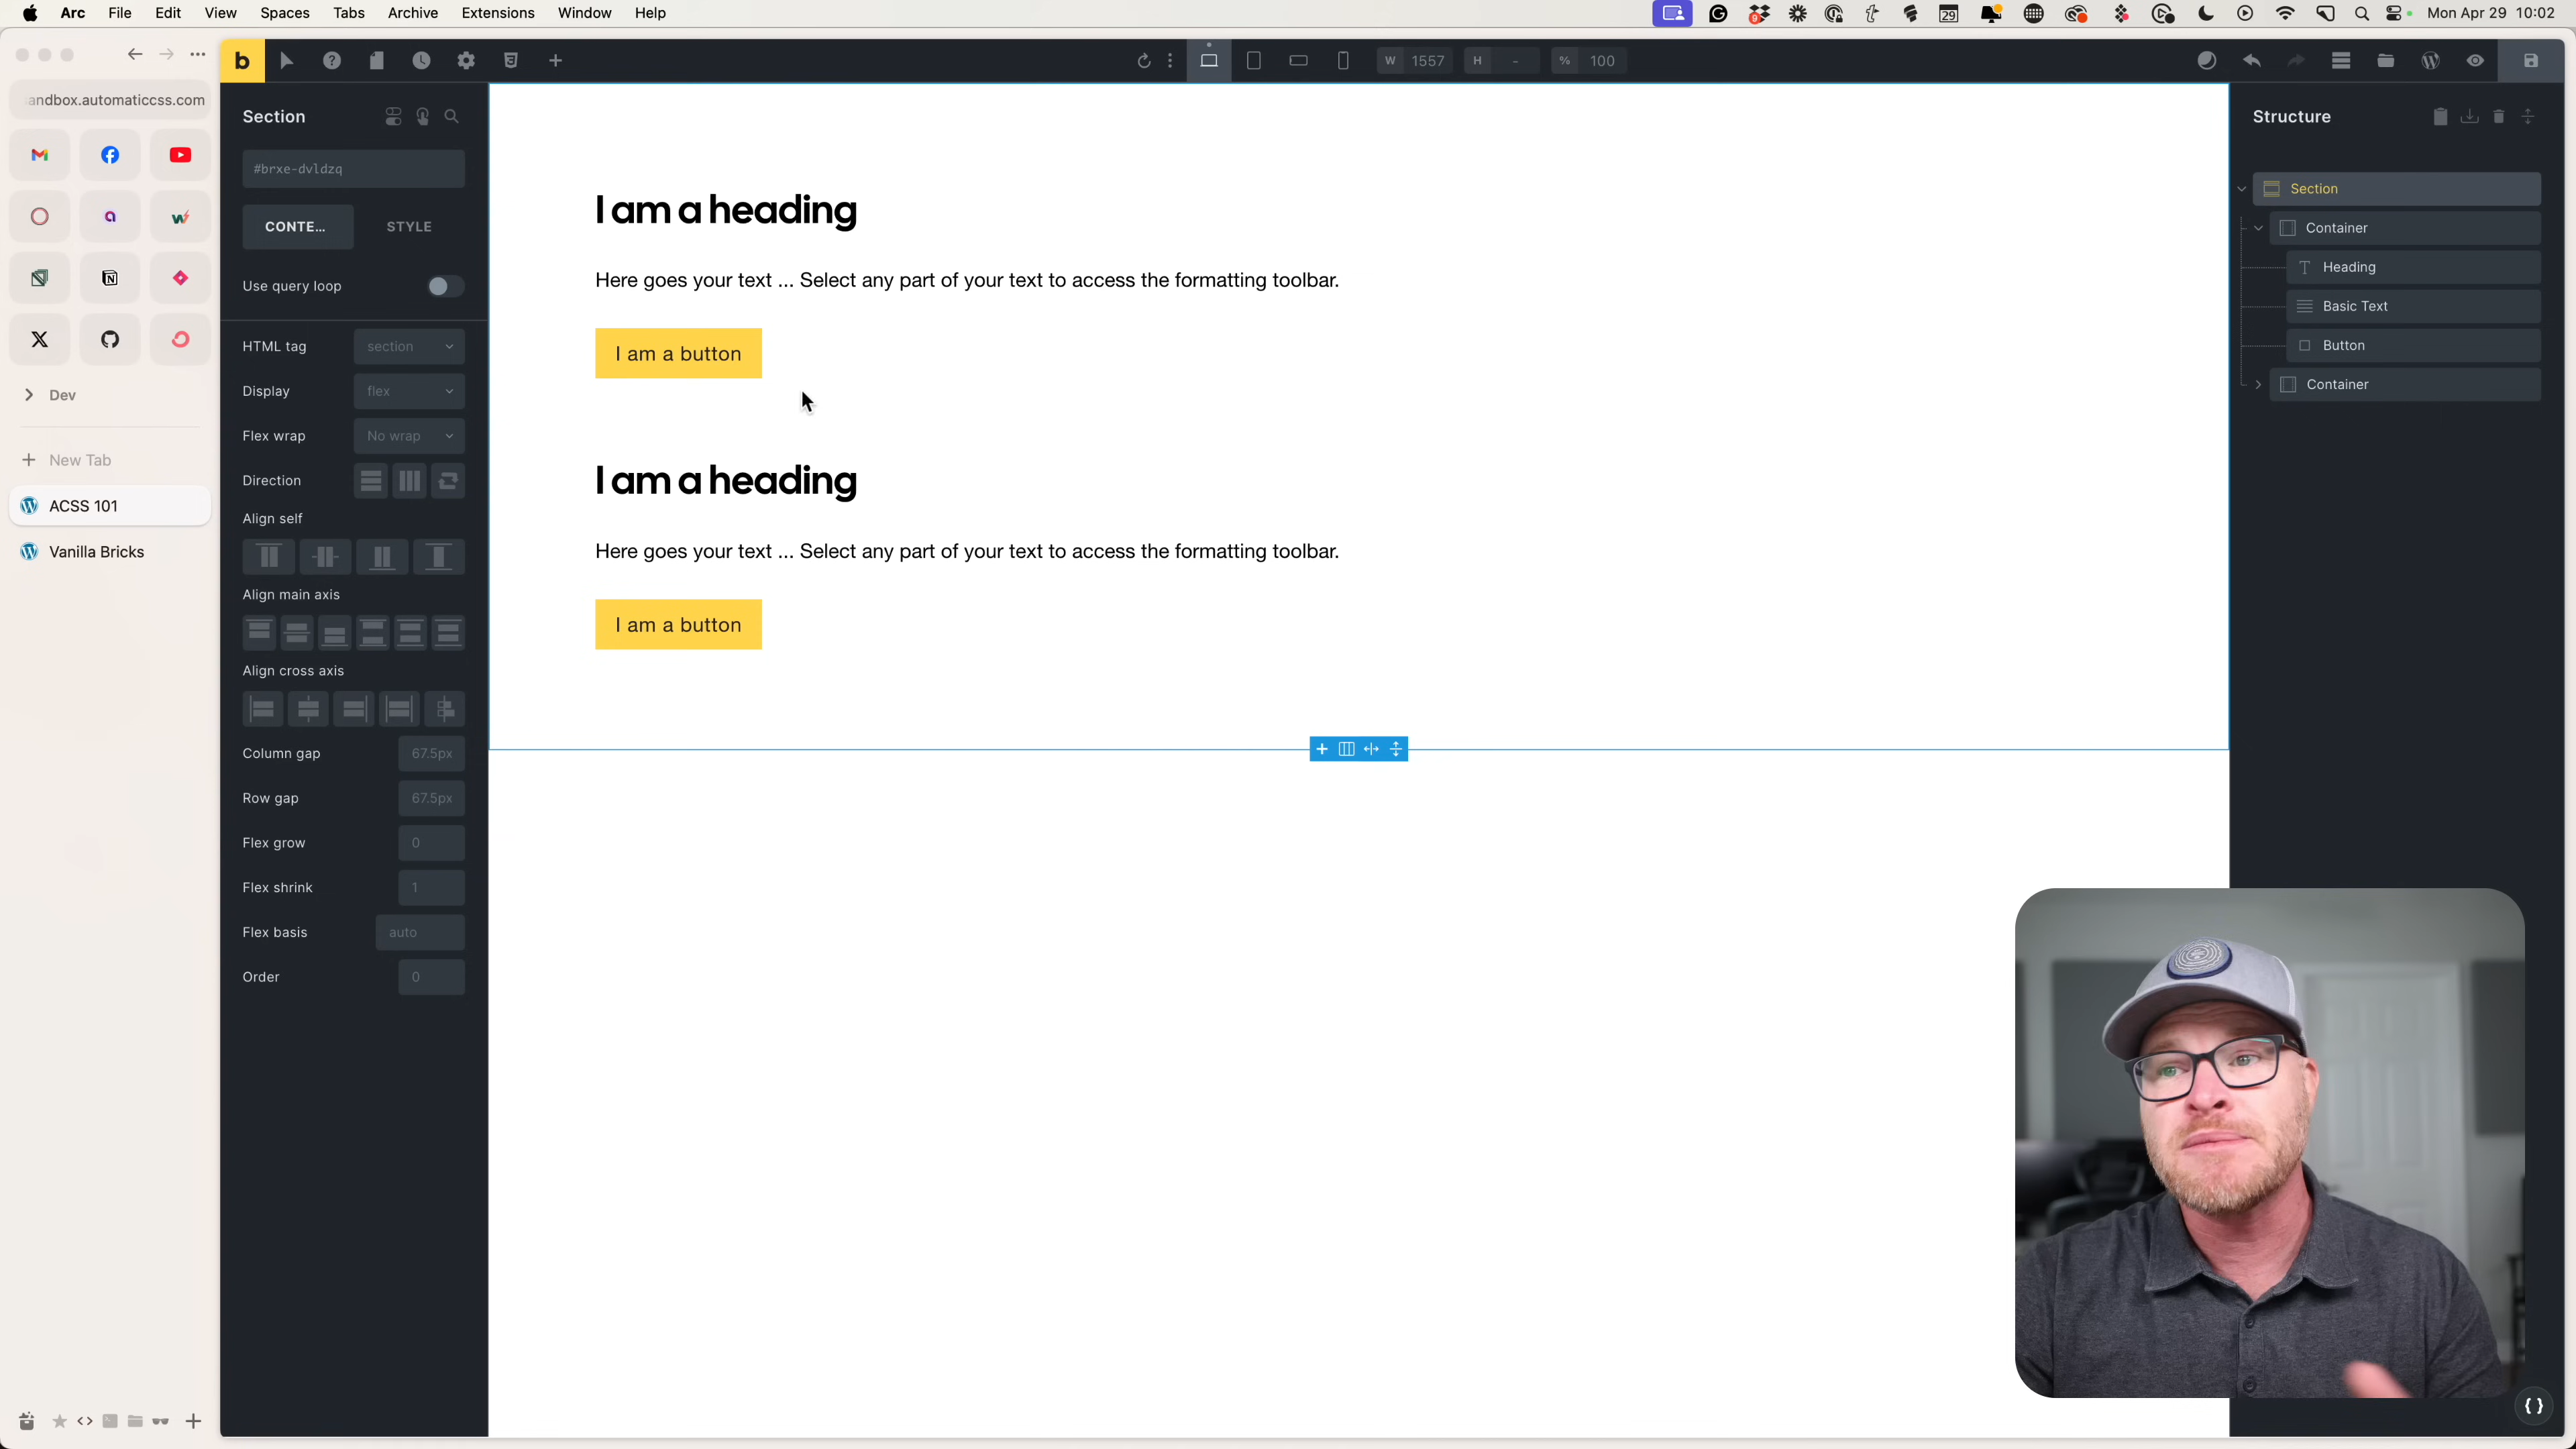 Arc File Edit View Spaces Tabs Archive Extensions Window Help
9
29
Mon Apr 29 10:02
andbox.automaticcss.com
b
W 1557 H - % 100
Section
#brxe-dvldzq
CONTE... STYLE
Use query loop
HTML tag section
Display flex
Flex wrap No wrap
Direction
Align self
Align main axis
Align cross axis
Column gap 67.5px
Row gap 67.5px
Flex grow 0
Flex shrink 1
Flex basis auto
Order 0
Dev
New Tab
ACSS 101
Vanilla Bricks
I am a heading
Here goes your text ... Select any part of your text to access the formatting toolbar.
I am a button
I am a heading
Here goes your text ... Select any part of your text to access the formatting toolbar.
I am a button
Structure
Section
Container
Heading
Basic Text
Button
Container
{ }